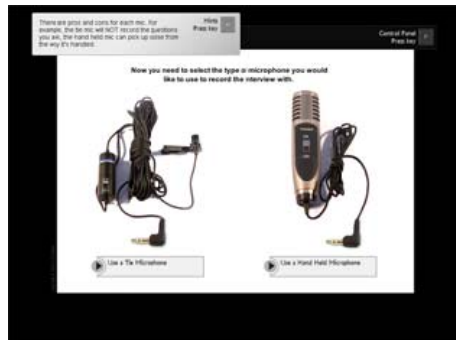 There are pros and cons for each mic. For
example, the tie mic will NOT record the questions
you ask, the hand held mic can pick up noise from
the way it's handled.
Hints
Press key
Control Panel
Press key
Now you need to select the type of microphone you would
like to use to record the interview with.
Use a Tie Microphone
Use a Hand Held Microphone